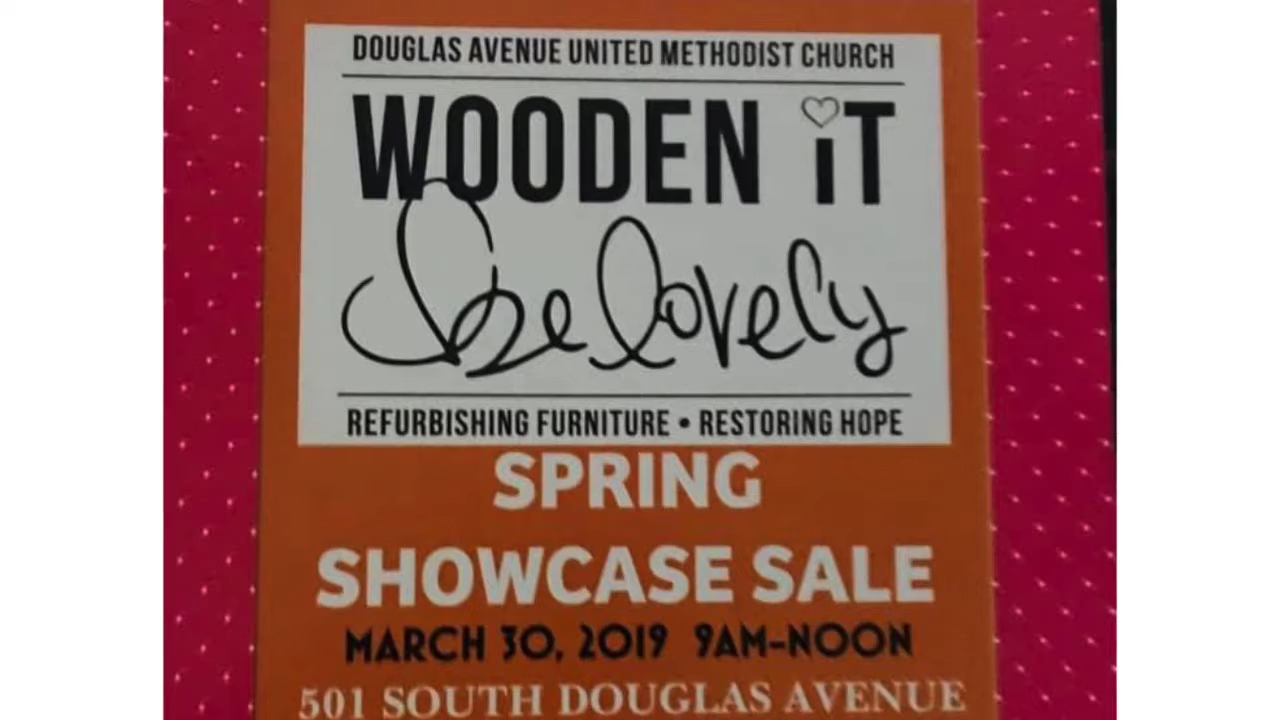 DOUGLAS AVENUE UNITED METHODIST CHURCH
WOODEN iT
be lovely
REFURBISHING FURNITURE • RESTORING HOPE
SPRING
SHOWCASE SALE
MARCH 30, 2019 9AM-NOON
501 SOUTH DOUGLAS AVENUE